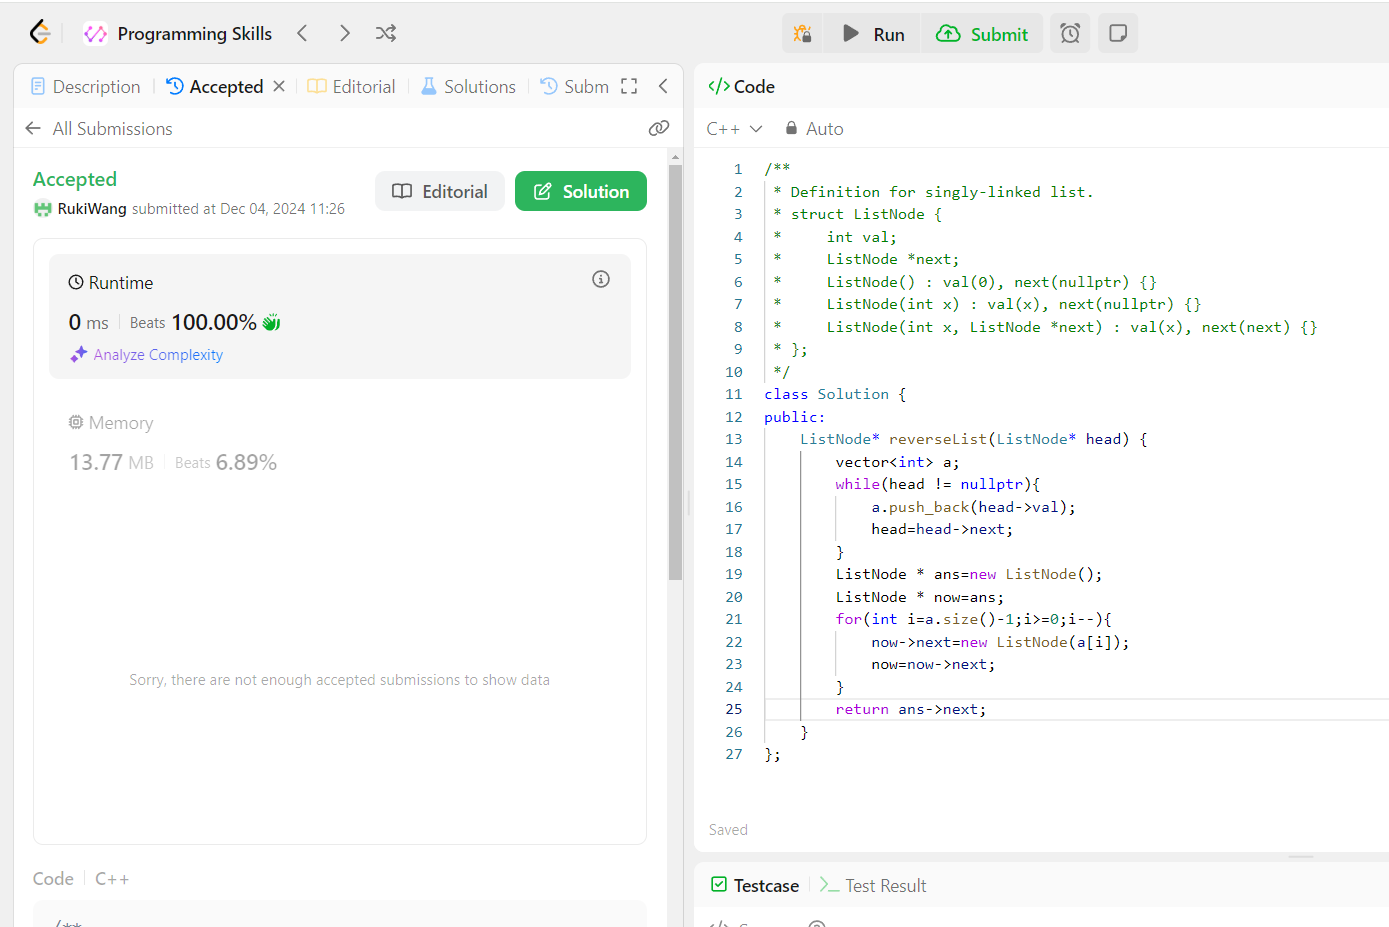 Programming Skills
Run
Submit
Description
Accepted
Editorial
Solutions
Subm
All Submissions
Accepted
RukiWang submitted at Dec 04, 2024 11:26
Editorial
Solution
Runtime
0 ms
Beats 100.00%
Analyze Complexity
Memory
13.77 MB
Beats 6.89%
Sorry, there are not enough accepted submissions to show data
Code
C++
/**
</> Code
C++
Auto
1 /**
2  * Definition for singly-linked list.
3  * struct ListNode {
4  *     int val;
5  *     ListNode *next;
6  *     ListNode() : val(0), next(nullptr) {}
7  *     ListNode(int x) : val(x), next(nullptr) {}
8  *     ListNode(int x, ListNode *next) : val(x), next(next) {}
9  * };
10  */
11 class Solution {
12 public:
13     ListNode* reverseList(ListNode* head) {
14         vector<int> a;
15         while(head != nullptr){
16             a.push_back(head->val);
17             head=head->next;
18         }
19         ListNode * ans=new ListNode();
20         ListNode * now=ans;
21         for(int i=a.size()-1;i>=0;i--){
22             now->next=new ListNode(a[i]);
23             now=now->next;
24         }
25         return ans->next;
26     }
27 };
Saved
Testcase
Test Result